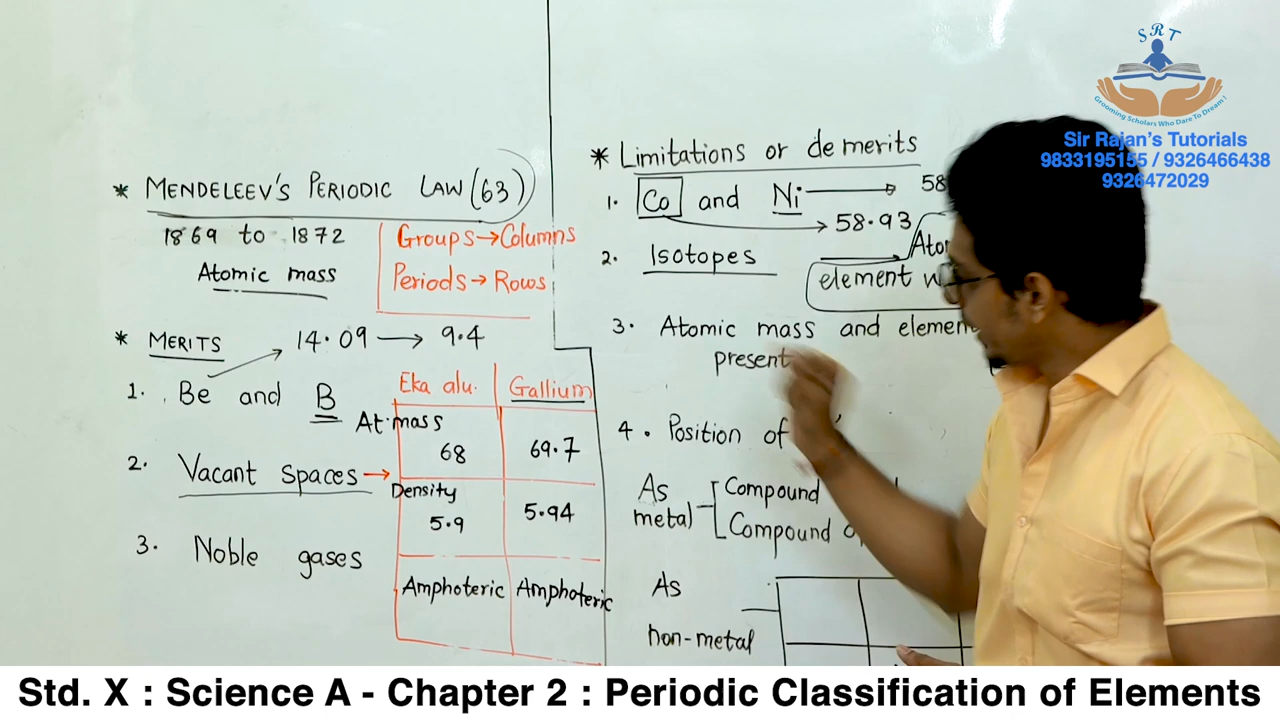 * MENDELEEV'S PERIODIC LAW (63)
1869 to 1872
Atomic mass
Groups→Columns
Periods→Rows
* MERITS
14.09 → 9.4
1. Be and B
2. Vacant spaces →
3. Noble gases
Eka alu. Gallium
At. mass
68 69.7
Density
5.9 5.94
Amphoteric Amphoteric
* Limitations or demerits
1. Co and Ni → 58
→ 58.93
2. Isotopes → Ato
element w
3. Atomic mass and elemen
present
4. Position of
As metal
Compound
Compound
As
non-metal
SRT
Grooming Scholars Who Dare To Dream!
Sir Rajan's Tutorials
9833195155 / 9326466438
9326472029
Std. X : Science A - Chapter 2 : Periodic Classification of Elements